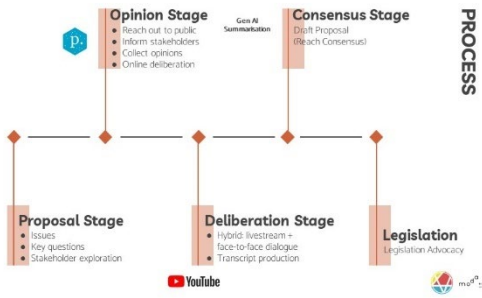 Opinion Stage
Reach out to public
Inform stakeholders
Collect opinions
Online deliberation
p.
Gen AI
Summarisation
Consensus Stage
Draft Proposal
(Reach Consensus)
PROCESS
Proposal Stage
Issues
Key questions
Stakeholder exploration
Deliberation Stage
Hybrid: livestream +
face-to-face dialogue
Transcript production
Legislation
Legislation Advocacy
YouTube